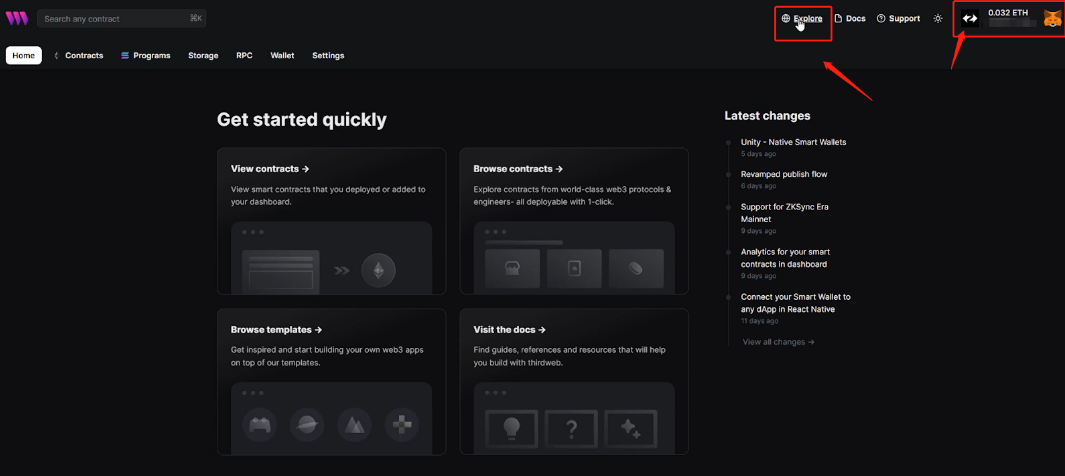 Search any contract
⌘K
Explore
Docs
Support
0.032 ETH
Home
Contracts
Programs
Storage
RPC
Wallet
Settings
Get started quickly
View contracts →
View smart contracts that you deployed or added to
your dashboard.
Browse contracts →
Explore contracts from world-class web3 protocols &
engineers- all deployable with 1-click.
Browse templates →
Get inspired and start building your own web3 apps
on top of our templates.
Visit the docs →
Find guides, references and resources that will help
you build with thirdweb.
Latest changes
Unity - Native Smart Wallets
5 days ago
Revamped publish flow
6 days ago
Support for ZKSync Era
Mainnet
9 days ago
Analytics for your smart
contracts in dashboard
9 days ago
Connect your Smart Wallet to
any dApp in React Native
11 days ago
View all changes →